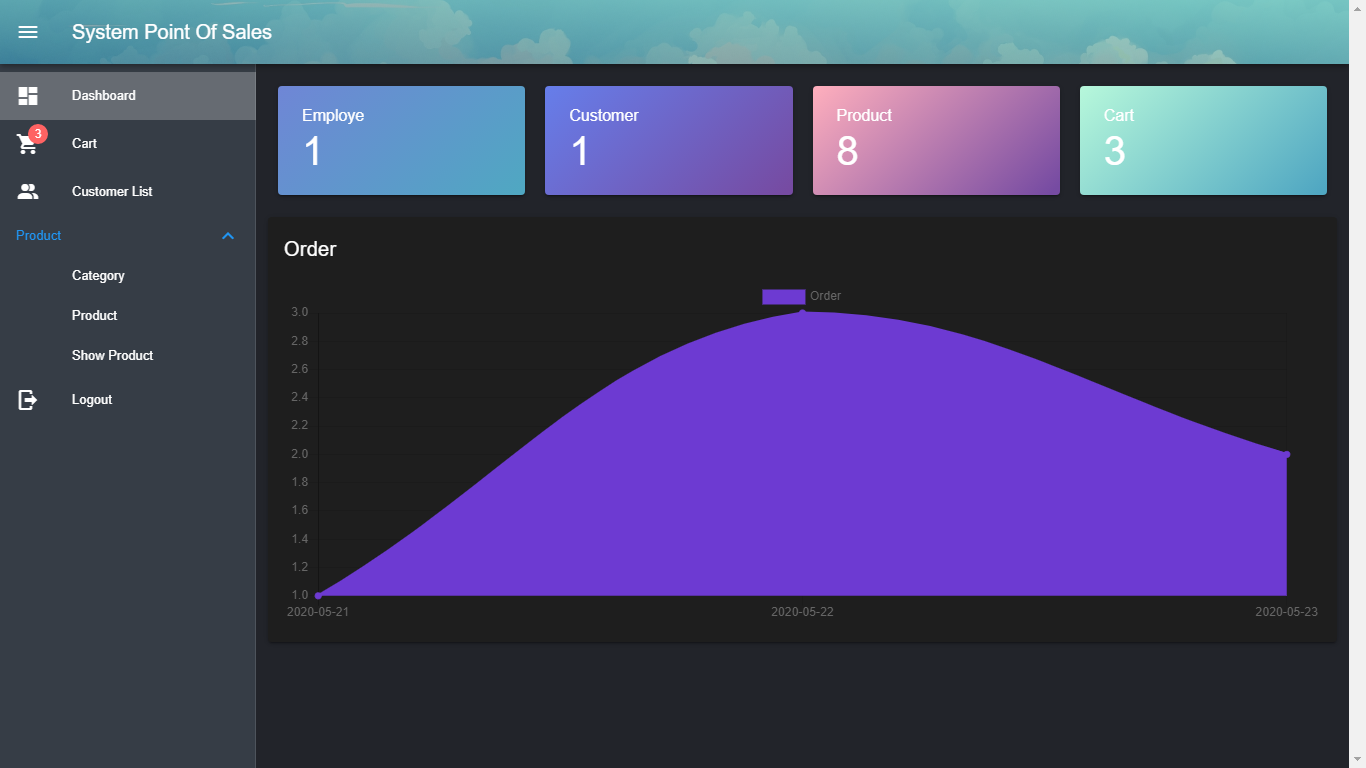 System Point Of Sales
Dashboard
3
Cart
Customer List
Product
Category
Product
Show Product
Logout
Employe
1
Customer
1
Product
8
Cart
3
Order
Order
3.0
2.8
2.6
2.4
2.2
2.0
1.8
1.6
1.4
1.2
1.0
2020-05-21 2020-05-22 2020-05-23